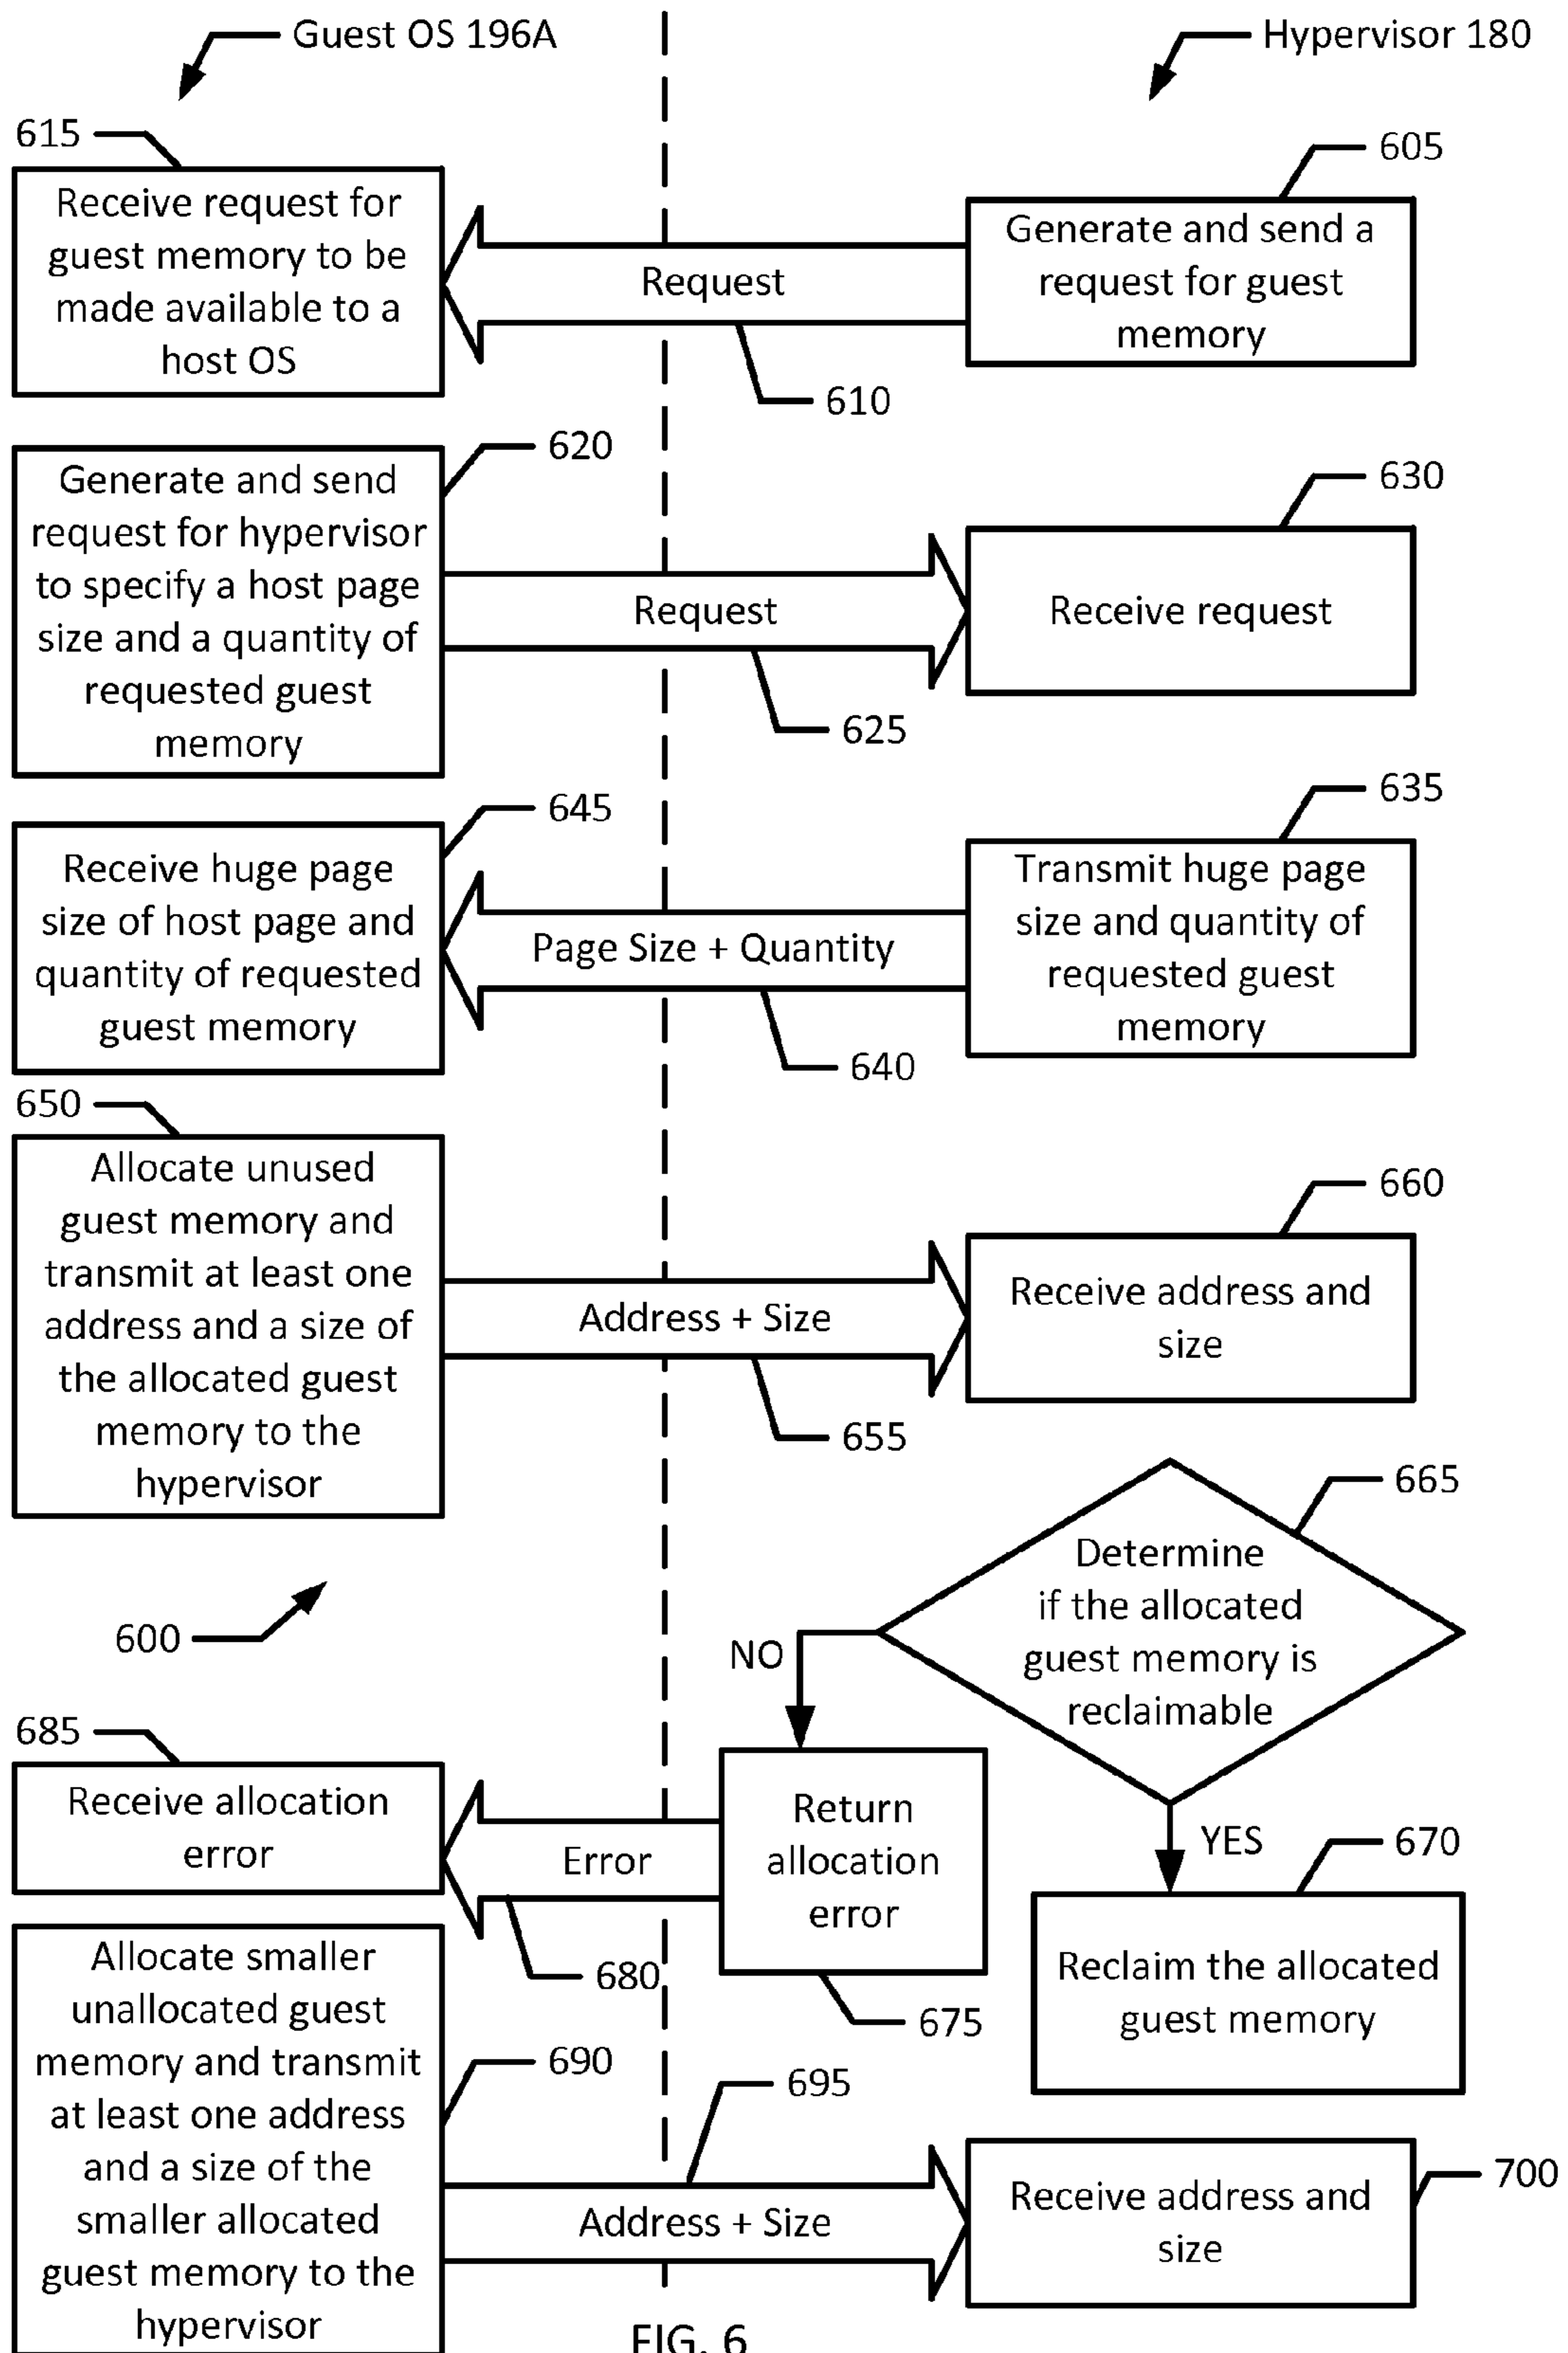 Guest OS 196A
Hypervisor 180
615
605
Receive request for
guest memory to be
made available to a
host OS
Request
Generate and send a
request for guest
memory
610
620
630
Generate and send
request for hypervisor
to specify a host page
size and a quantity of
requested guest
memory
Request
Receive request
625
645
635
Receive huge page
size of host page and
quantity of requested
guest memory
Page Size + Quantity
Transmit huge page
size and quantity of
requested guest
memory
640
650
660
Allocate unused
guest memory and
transmit at least one
address and a size of
the allocated guest
memory to the
hypervisor
Address + Size
Receive address and
size
655
665
Determine
if the allocated
guest memory is
reclaimable
600
NO
YES
670
685
Receive allocation
error
Error
Return
allocation
error
680
675
Reclaim the allocated
guest memory
690
695
Allocate smaller
unallocated guest
memory and transmit
at least one address
and a size of the
smaller allocated
guest memory to the
hypervisor
Address + Size
Receive address and
size
700
FIG. 6